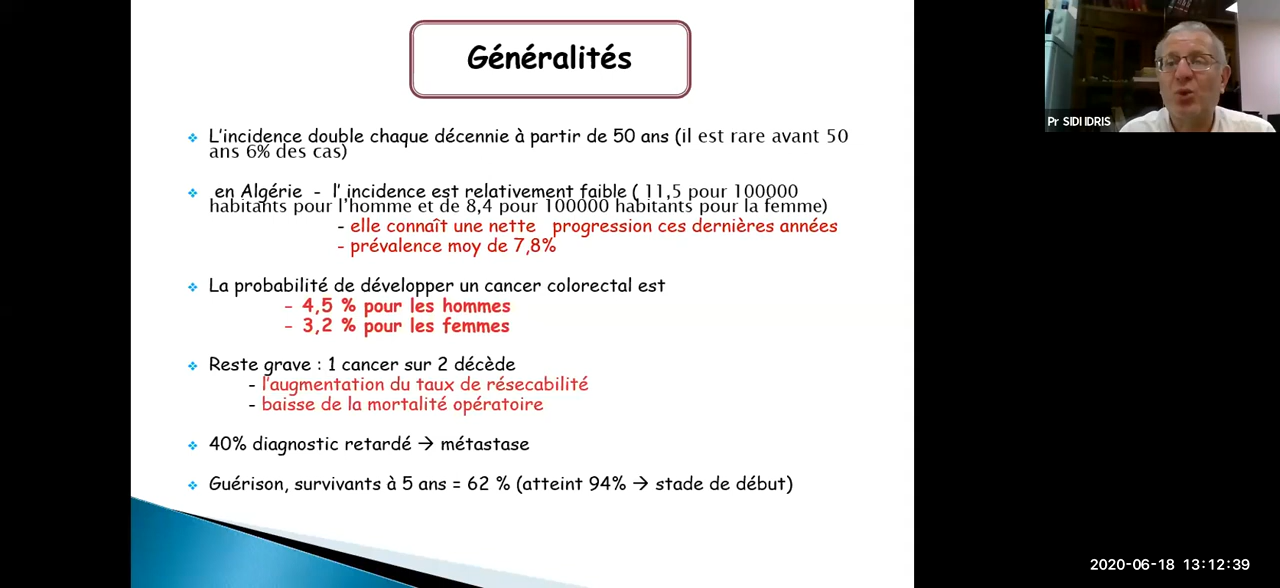 Généralités
L'incidence double chaque décennie à partir de 50 ans (il est rare avant 50
ans 6% des cas)
en Algérie - l' incidence est relativement faible ( 11,5 pour 100000
habitants pour l'homme et de 8,4 pour 100000 habitants pour la femme)
- elle connaît une nette progression ces dernières années
- prévalence moy de 7,8%
La probabilité de développer un cancer colorectal est
- 4,5 % pour les hommes
- 3,2 % pour les femmes
Reste grave : 1 cancer sur 2 décède
- l'augmentation du taux de résecabilité
- baisse de la mortalité opératoire
40% diagnostic retardé → métastase
Guérison, survivants à 5 ans = 62 % (atteint 94% → stade de début)
Pr SIDI IDRIS
2020-06-18 13:12:39